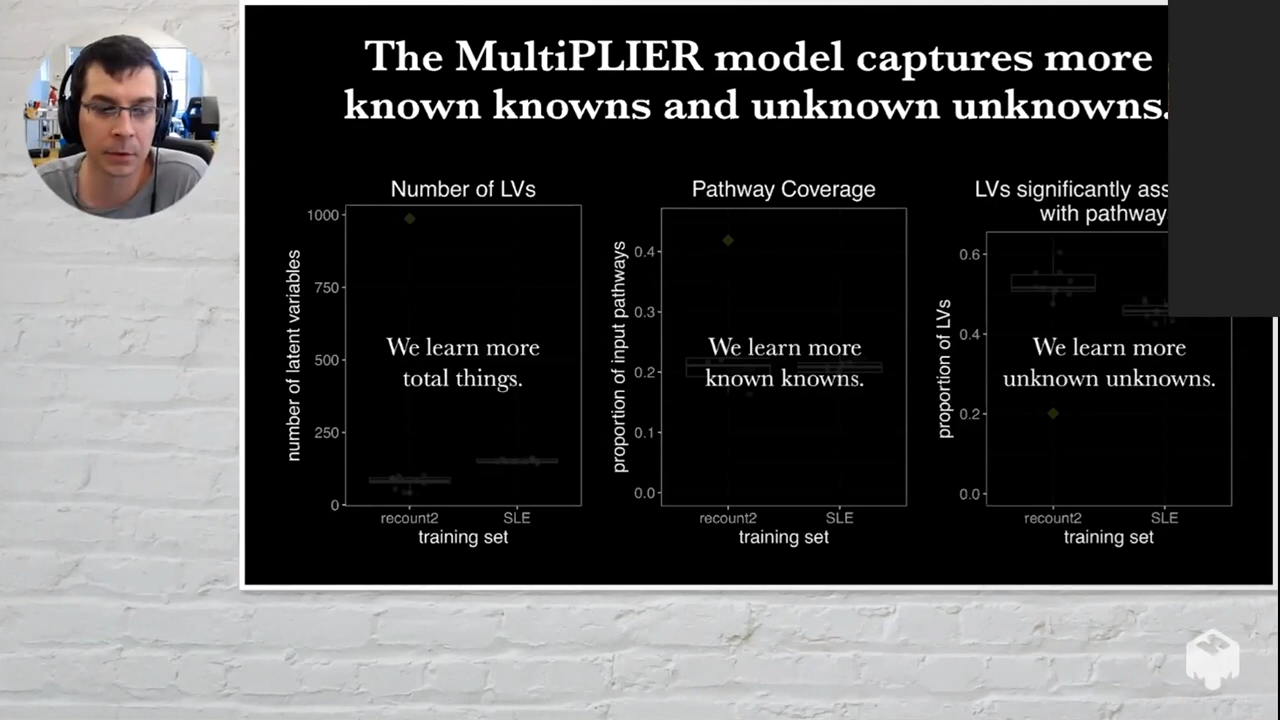 The MultiPLIER model captures more
known knowns and unknown unknowns.
Number of LVs
number of latent variables
1000
750
500
250
0
We learn more
total things.
recount2
SLE
training set
Pathway Coverage
proportion of input pathways
0.4
0.3
0.2
0.1
0.0
We learn more
known knowns.
recount2
SLE
training set
LVs significantly
with pathway
proportion of LVs
0.6
0.4
0.2
0.0
We learn more
unknown unknowns.
recount2
SLE
training set